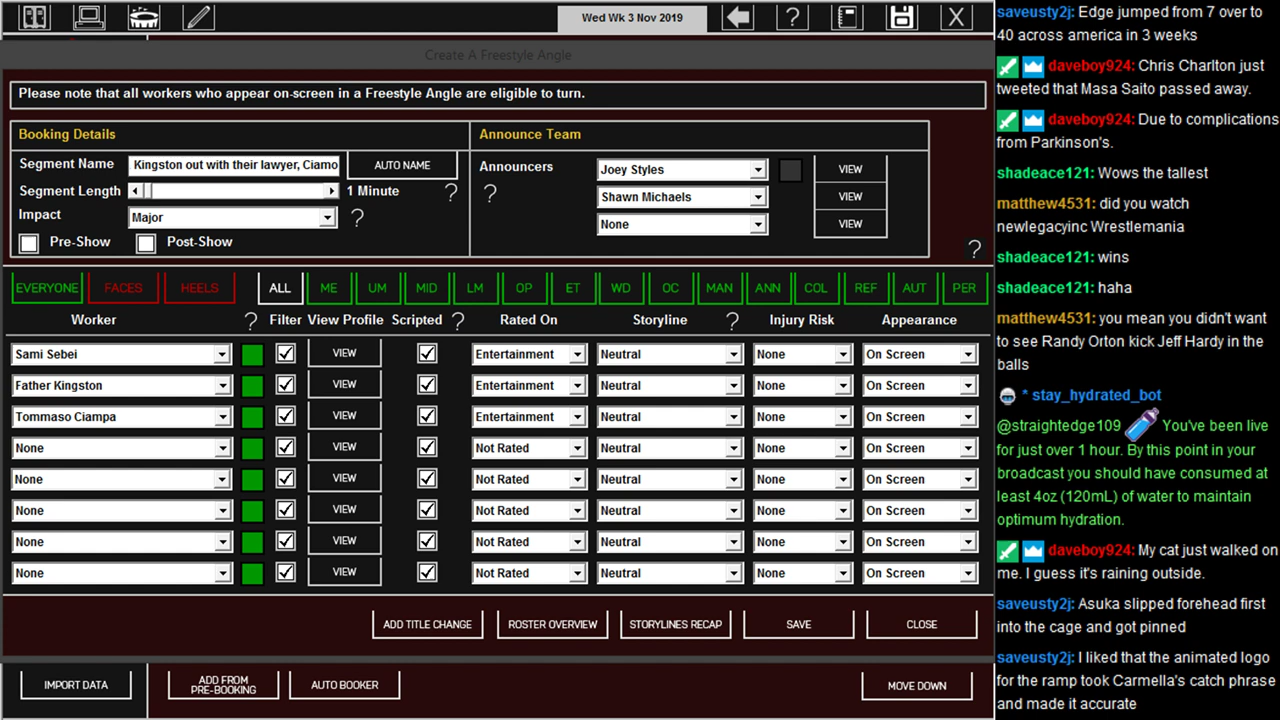 Wed Wk 3 Nov 2019
?
X
Create A Freestyle Angle
Please note that all workers who appear on-screen in a Freestyle Angle are eligible to turn.
Booking Details
Segment Name Kingston out with their lawyer, Ciamo AUTO NAME
Segment Length 1 Minute ?
Impact Major ?
Pre-Show Post-Show
Announce Team
Announcers Joey Styles VIEW
? Shawn Michaels VIEW
None VIEW
?
EVERYONE FACES HEELS ALL ME UM MID LM OP ET WD OC MAN ANN COL REF AUT PER
Worker ? Filter View Profile Scripted ? Rated On Storyline ? Injury Risk Appearance
Sami Sebei VIEW Entertainment Neutral None On Screen
Father Kingston VIEW Entertainment Neutral None On Screen
Tommaso Ciampa VIEW Entertainment Neutral None On Screen
None VIEW Not Rated Neutral None On Screen
None VIEW Not Rated Neutral None On Screen
None VIEW Not Rated Neutral None On Screen
None VIEW Not Rated Neutral None On Screen
None VIEW Not Rated Neutral None On Screen
ADD TITLE CHANGE ROSTER OVERVIEW STORYLINES RECAP SAVE CLOSE
IMPORT DATA ADD FROM PRE-BOOKING AUTO BOOKER MOVE DOWN
saveusty2j: Edge jumped from 7 over to
40 across america in 3 weeks
daveboy924: Chris Charlton just
tweeted that Masa Saito passed away.
daveboy924: Due to complications
from Parkinson's.
shadeace121: Wows the tallest
matthew4531: did you watch
newlegacyinc Wrestlemania
shadeace121: wins
shadeace121: haha
matthew4531: you mean you didn't want
to see Randy Orton kick Jeff Hardy in the
balls
* stay_hydrated_bot
@straightedge109 You've been live
for just over 1 hour. By this point in your
broadcast you should have consumed at
least 4oz (120mL) of water to maintain
optimum hydration.
daveboy924: My cat just walked on
me. I guess it's raining outside.
saveusty2j: Asuka slipped forehead first
into the cage and got pinned
saveusty2j: I liked that the animated logo
for the ramp took Carmella's catch phrase
and made it accurate